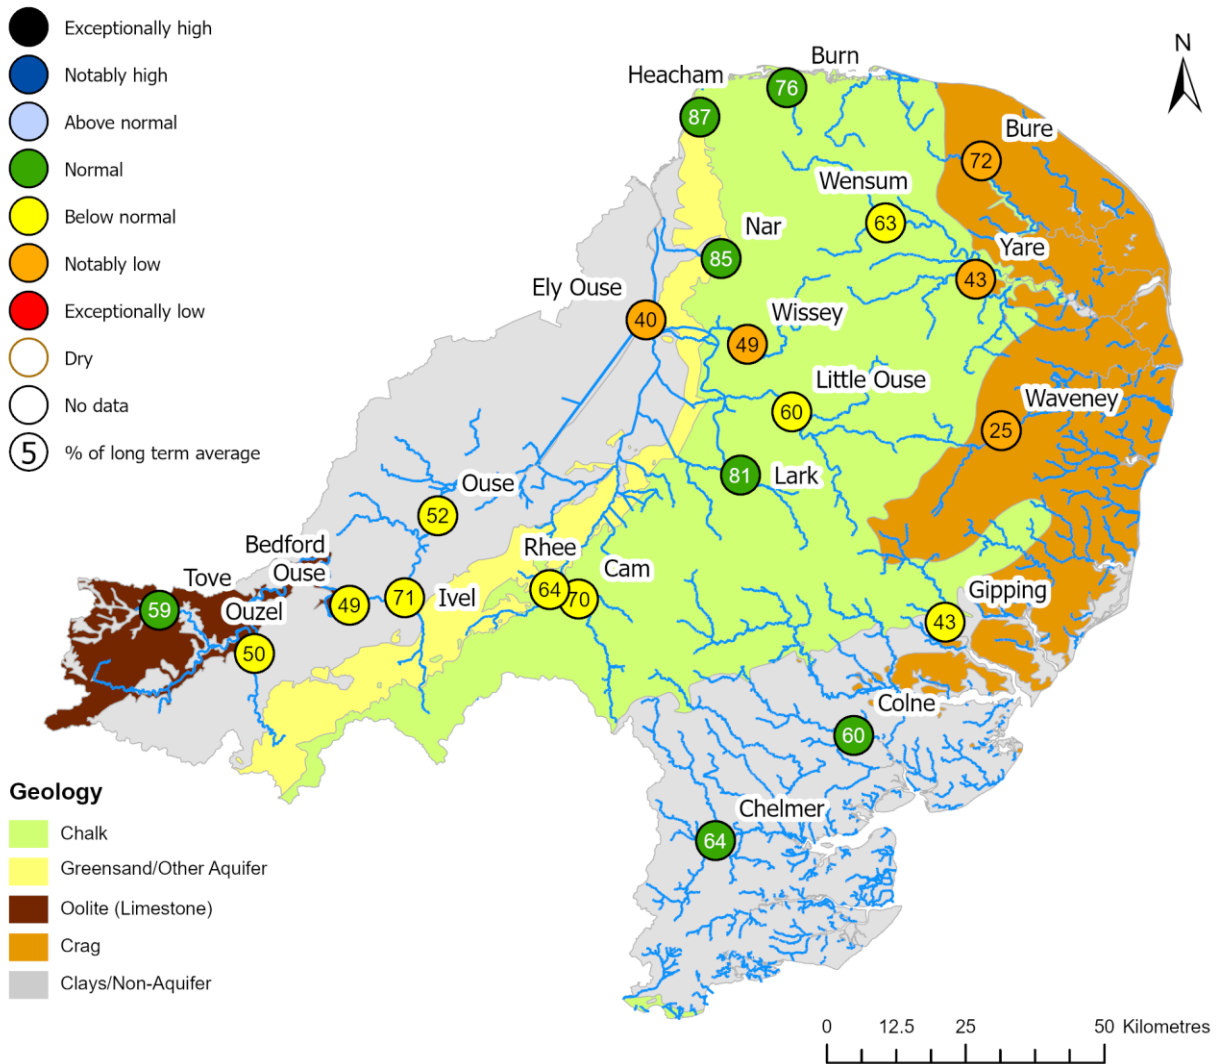 Exceptionally high
Notably high
Above normal
Normal
Below normal
Notably low
Exceptionally low
Dry
No data
5 % of long term average
N
Burn
76
Heacham
87
Bure
72
Wensum
63
Nar
85
Yare
43
Ely Ouse
40
Wissey
49
Little Ouse
60
Waveney
25
Lark
81
Ouse
52
Bedford
Ouse
49
Rhee
64
Cam
70
Tove
59
Ouzel
50
Ivel
71
Gipping
43
Colne
60
Chelmer
64
Geology
Chalk
Greensand/Other Aquifer
Oolite (Limestone)
Crag
Clays/Non-Aquifer
0 12.5 25 50 Kilometres